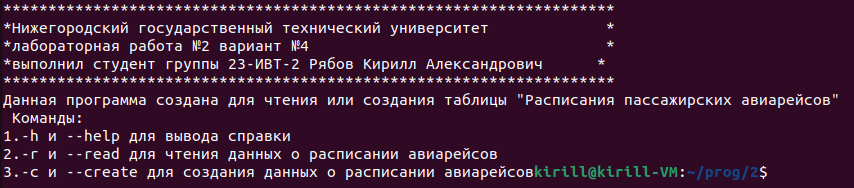 ***********************************************************************
*Нижегородский государственный технический университет              *
*лабораторная работа №2 вариант №4                                  *
*выполнил студент группы 23-ИВТ-2 Рябов Кирилл Александрович       *
***********************************************************************
Данная программа создана для чтения или создания таблицы "Расписания пассажирских авиарейсов"
 Команды:
1.-h и --help для вывода справки
2.-r и --read для чтения данных о расписании авиарейсов
3.-c и --create для создания данных о расписании авиарейсовkirill@kirill-VM:~/prog/2$